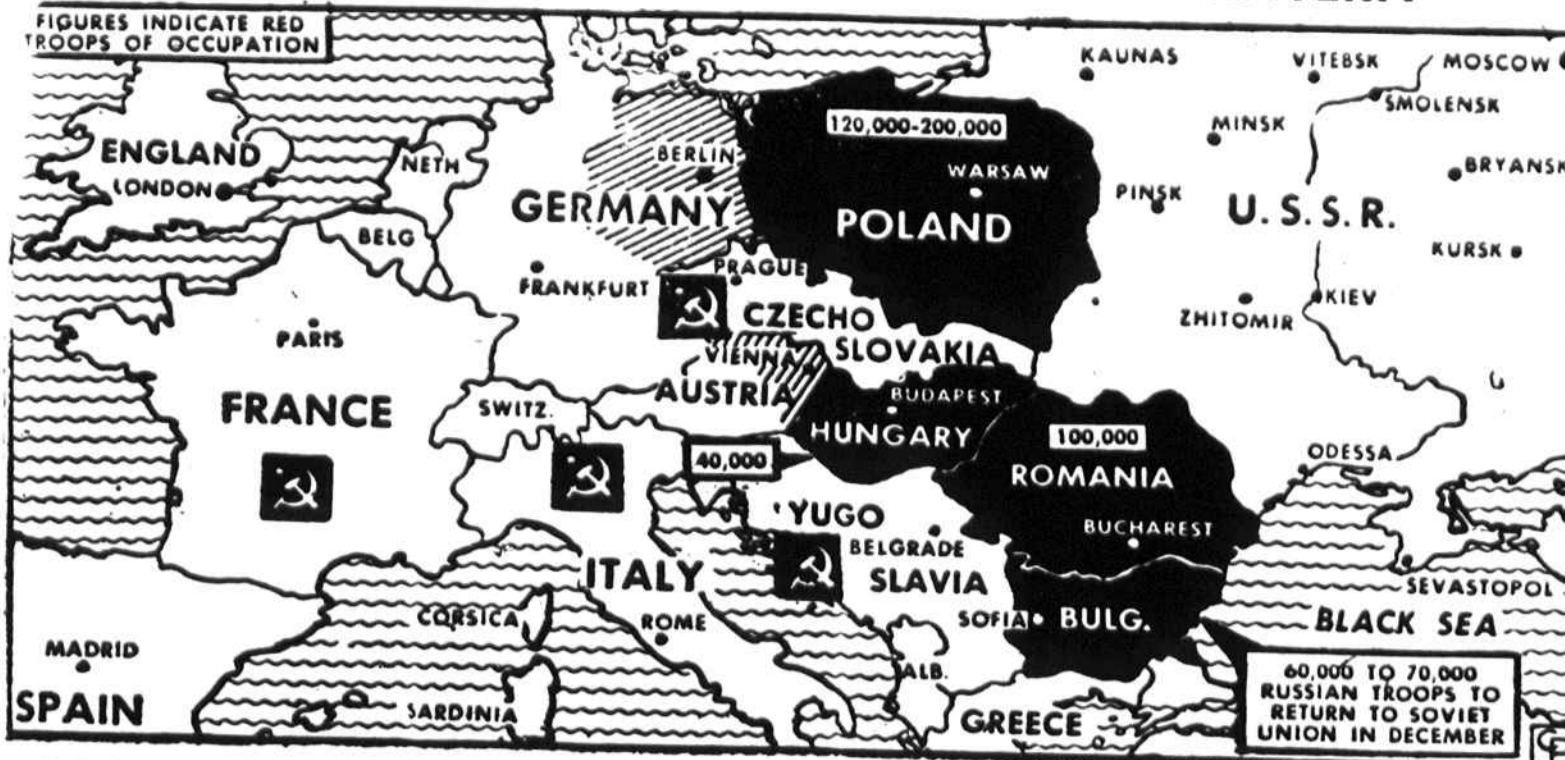 FIGURES INDICATE RED
TROOPS OF OCCUPATION
KAUNAS
VITEBSK
MOSCOW
SMOLENSK
MINSK
BRYANSK
PINSK
U.S.S.R.
KURSK
KIEV
ZHITOMIR
ODESSA
SEVASTOPOL
BLACK SEA
120,000-200,000
WARSAW
POLAND
ENGLAND
LONDON
NETH
BELG
BERLIN
GERMANY
FRANKFURT
PRAGUE
CZECHO
SLOVAKIA
VIENNA
AUSTRIA
PARIS
FRANCE
SWITZ.
BUDAPEST
HUNGARY
40,000
100,000
ROMANIA
BUCHAREST
YUGO
BELGRADE
SLAVIA
SOFIA
BULG.
ITALY
ROME
CORSICA
SARDINIA
ALB.
GREECE
MADRID
SPAIN
60,000 TO 70,000
RUSSIAN TROOPS TO
RETURN TO SOVIET
UNION IN DECEMBER